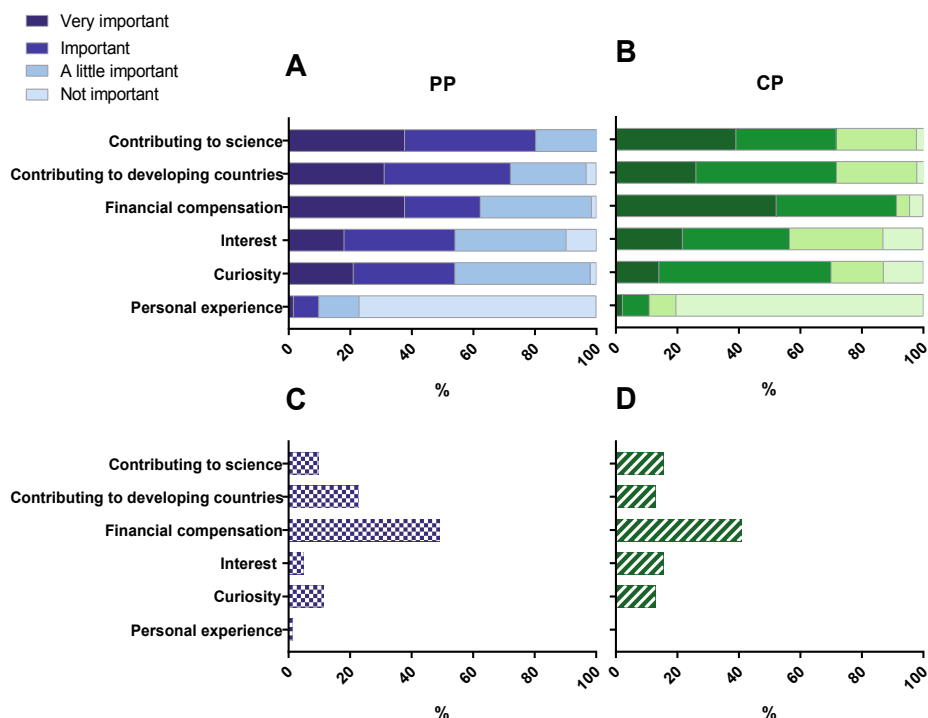 Very important
Important
A little important
Not important
A
PP
B
CP
Contributing to science
Contributing to developing countries
Financial compensation
Interest
Curiosity
Personal experience
0 20 40 60 80 100
%
0 20 40 60 80 100
%
C
D
Contributing to science
Contributing to developing countries
Financial compensation
Interest
Curiosity
Personal experience
0 20 40 60 80 100
%
0 20 40 60 80 100
%